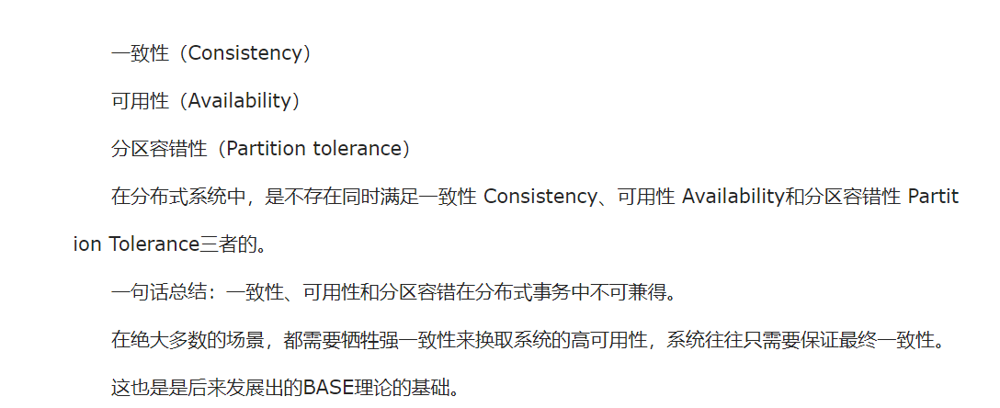 一致性（Consistency）
可用性（Availability）
分区容错性（Partition tolerance）
在分布式系统中，是不存在同时满足一致性 Consistency、可用性 Availability和分区容错性 Partit
ion Tolerance三者的。
一句话总结：一致性、可用性和分区容错在分布式事务中不可兼得。
在绝大多数的场景，都需要牺牲强一致性来换取系统的高可用性，系统往往只需要保证最终一致性。
这也是是后来发展出的BASE理论的基础。